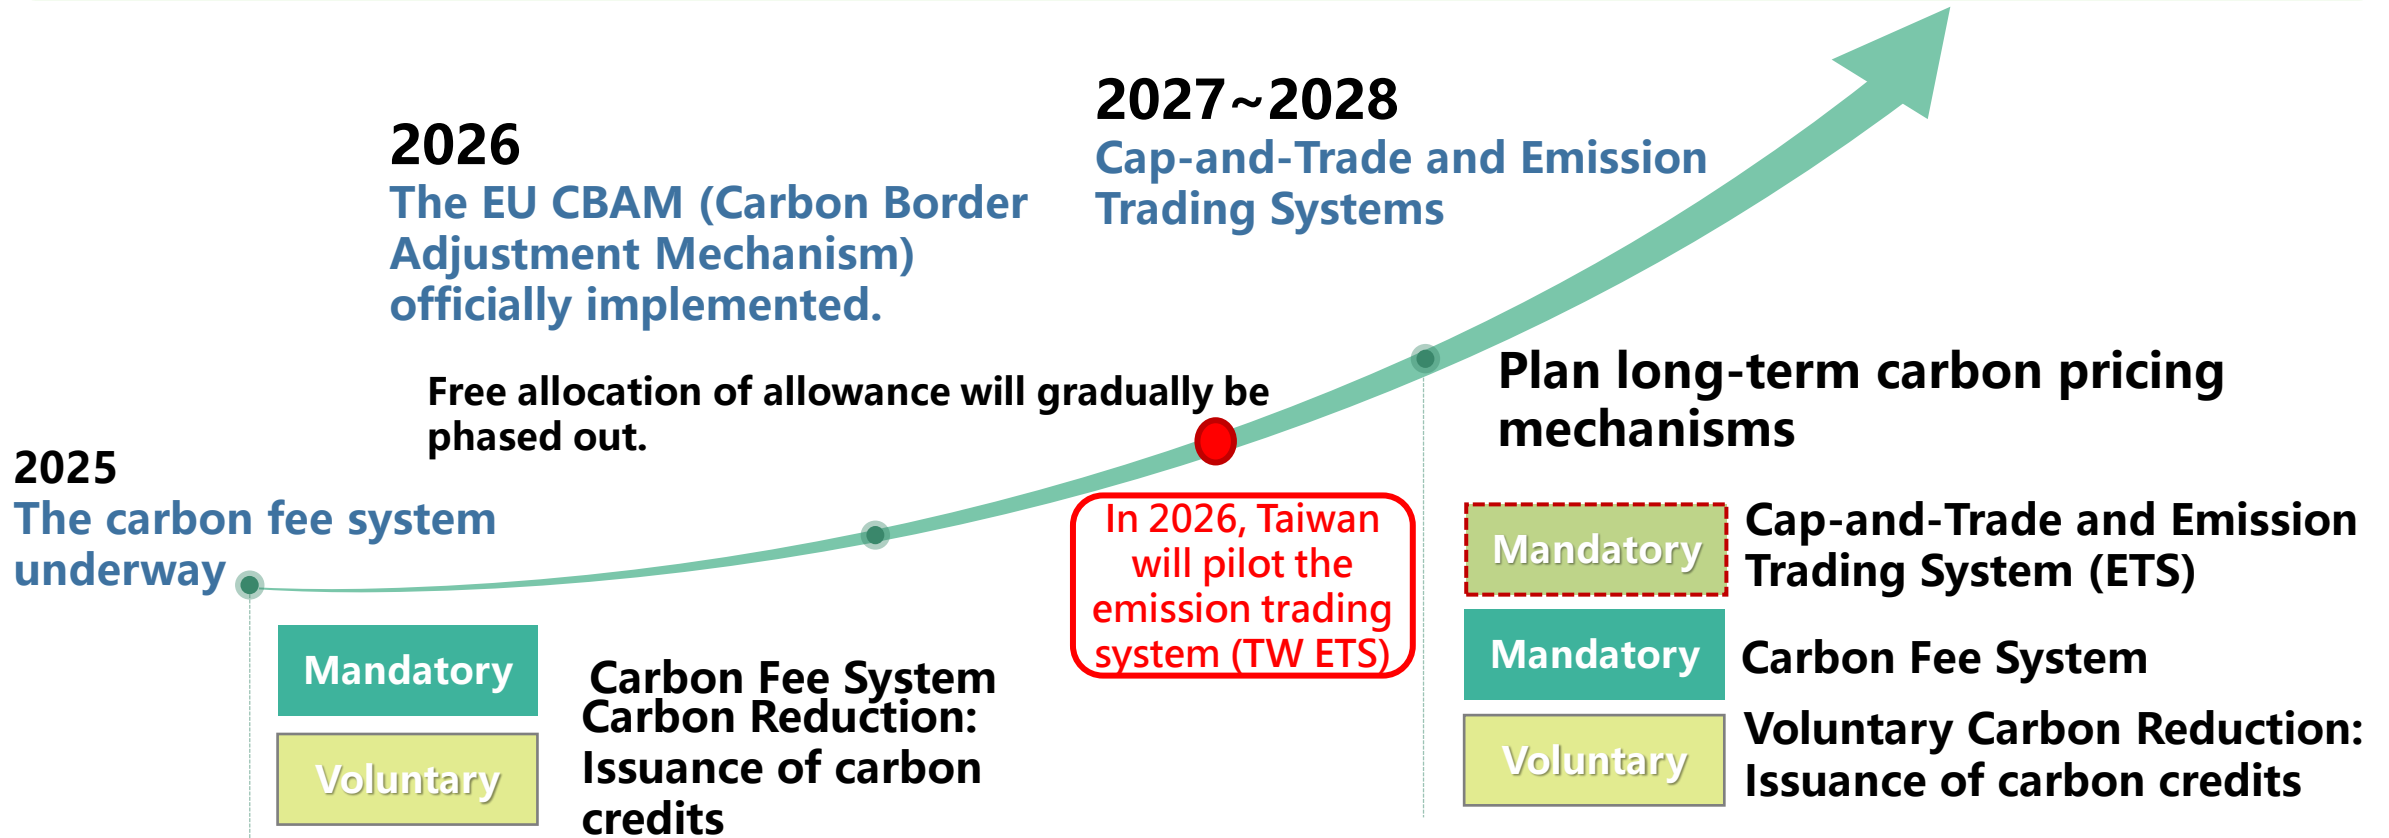 2025
The carbon fee system
underway
Mandatory
Carbon Fee System
Voluntary
Carbon Reduction:
Issuance of carbon
credits
2026
The EU CBAM (Carbon Border
Adjustment Mechanism)
officially implemented.
Free allocation of allowance will gradually be
phased out.
In 2026, Taiwan
will pilot the
emission trading
system (TW ETS)
2027~2028
Cap-and-Trade and Emission
Trading Systems
Plan long-term carbon pricing
mechanisms
Mandatory
Cap-and-Trade and Emission
Trading System (ETS)
Mandatory
Carbon Fee System
Voluntary
Voluntary Carbon Reduction:
Issuance of carbon credits